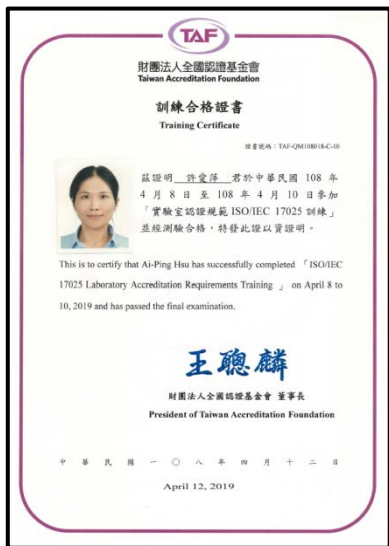 TAF
財團法人全國認證基金會
Taiwan Accreditation Foundation
訓練合格證書
Training Certificate
證書號碼：TAF-QM108018-C-10
茲證明 許愛萍 君於中華民國 108 年
4 月 8 日 至 108 年 4 月 10 日參加
「實驗室認證規範 ISO/IEC 17025 訓練」
並經測驗合格，特發此證以資證明。
This is to certify that Ai-Ping Hsu has successfully completed 「ISO/IEC
17025 Laboratory Accreditation Requirements Training 」 on April 8 to
10, 2019 and has passed the final examination.
王聰麟
財團法人全國認證基金會 董事長
President of Taiwan Accreditation Foundation
中 華 民 國 一 〇 八 年 四 月 十 二 日
April 12, 2019